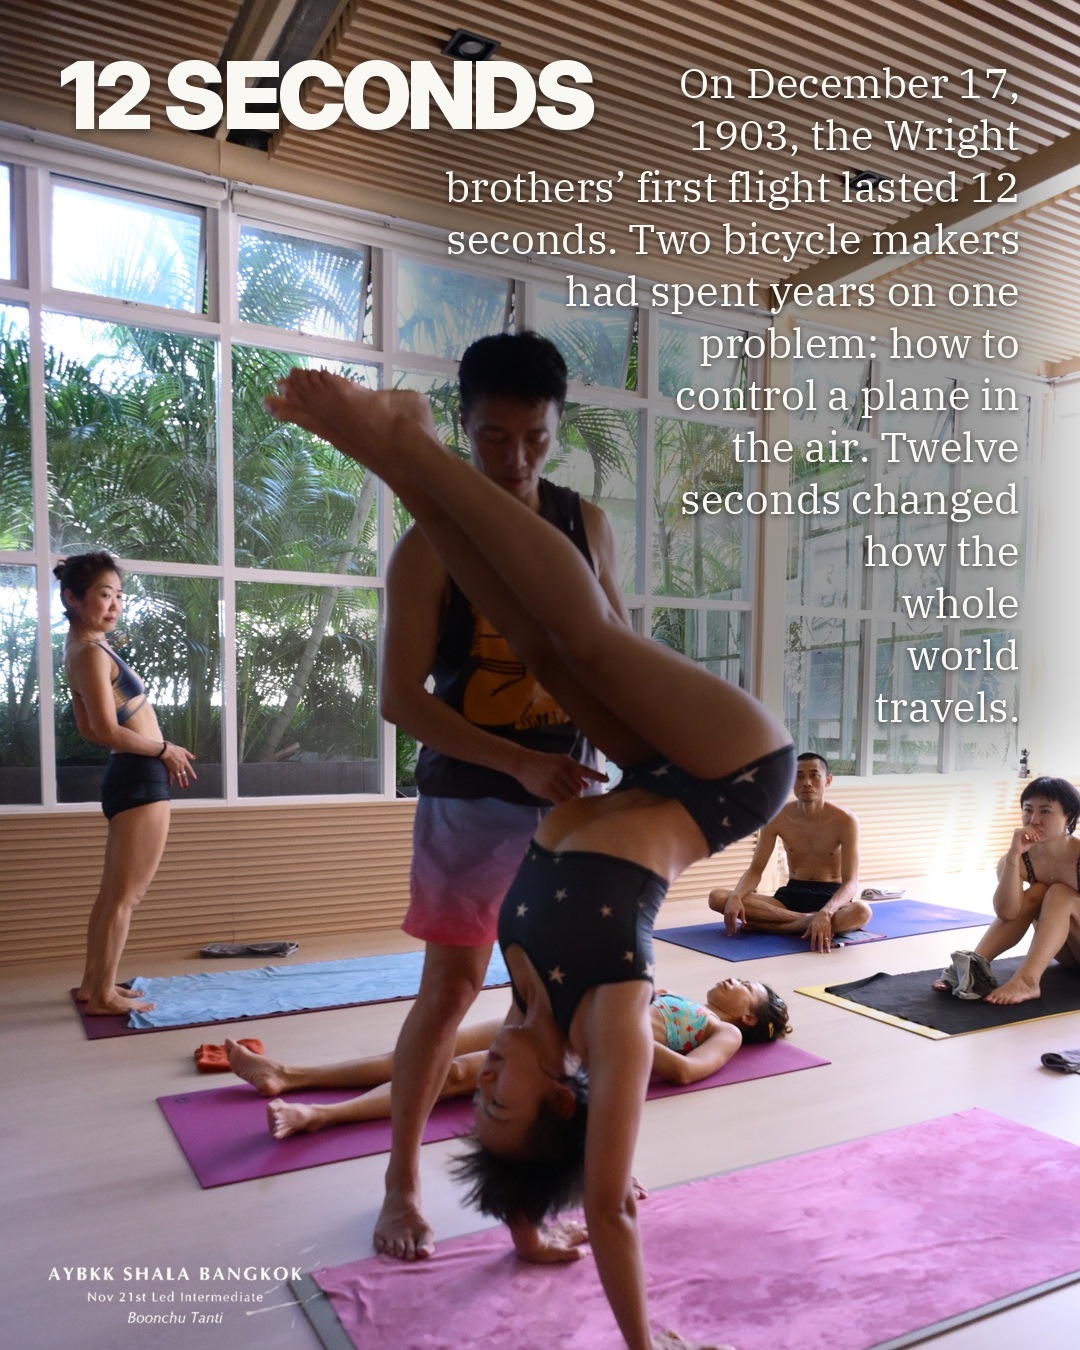 12 SECONDS
On December 17,
1903, the Wright
brothers’ first flight lasted 12
seconds. Two bicycle makers
had spent years on one
problem: how to
control a plane in
the air. Twelve
seconds changed
how the
whole
world
travels.
AYBKK SHALA BANGKOK
Nov 21st Led Intermediate
Boonchu Tanti